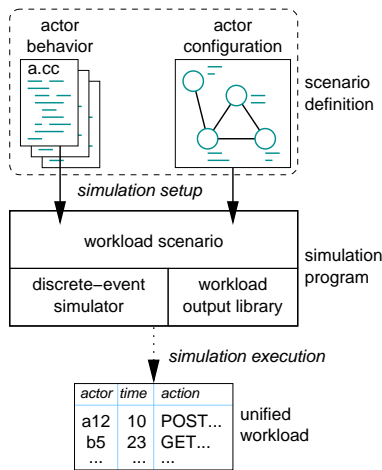 actor
behavior
actor
configuration
a.cc
scenario
definition
simulation setup
workload scenario
discrete−event
simulator
workload
output library
simulation
program
simulation execution
actor time action
a12 10 POST...
b5 23 GET...
... ... ...
unified
workload